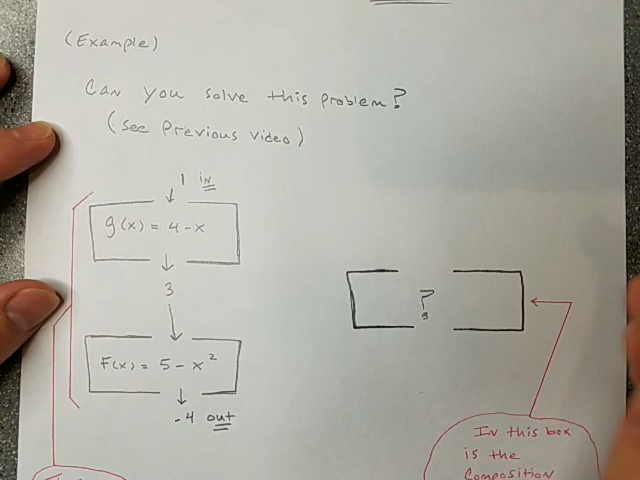 (Example)
Can you solve this problem?
(See Previous video)
1 in
g(x) = 4 - x
3
F(x) = 5 - x²
-4 out
?
In this box
is the
Composition